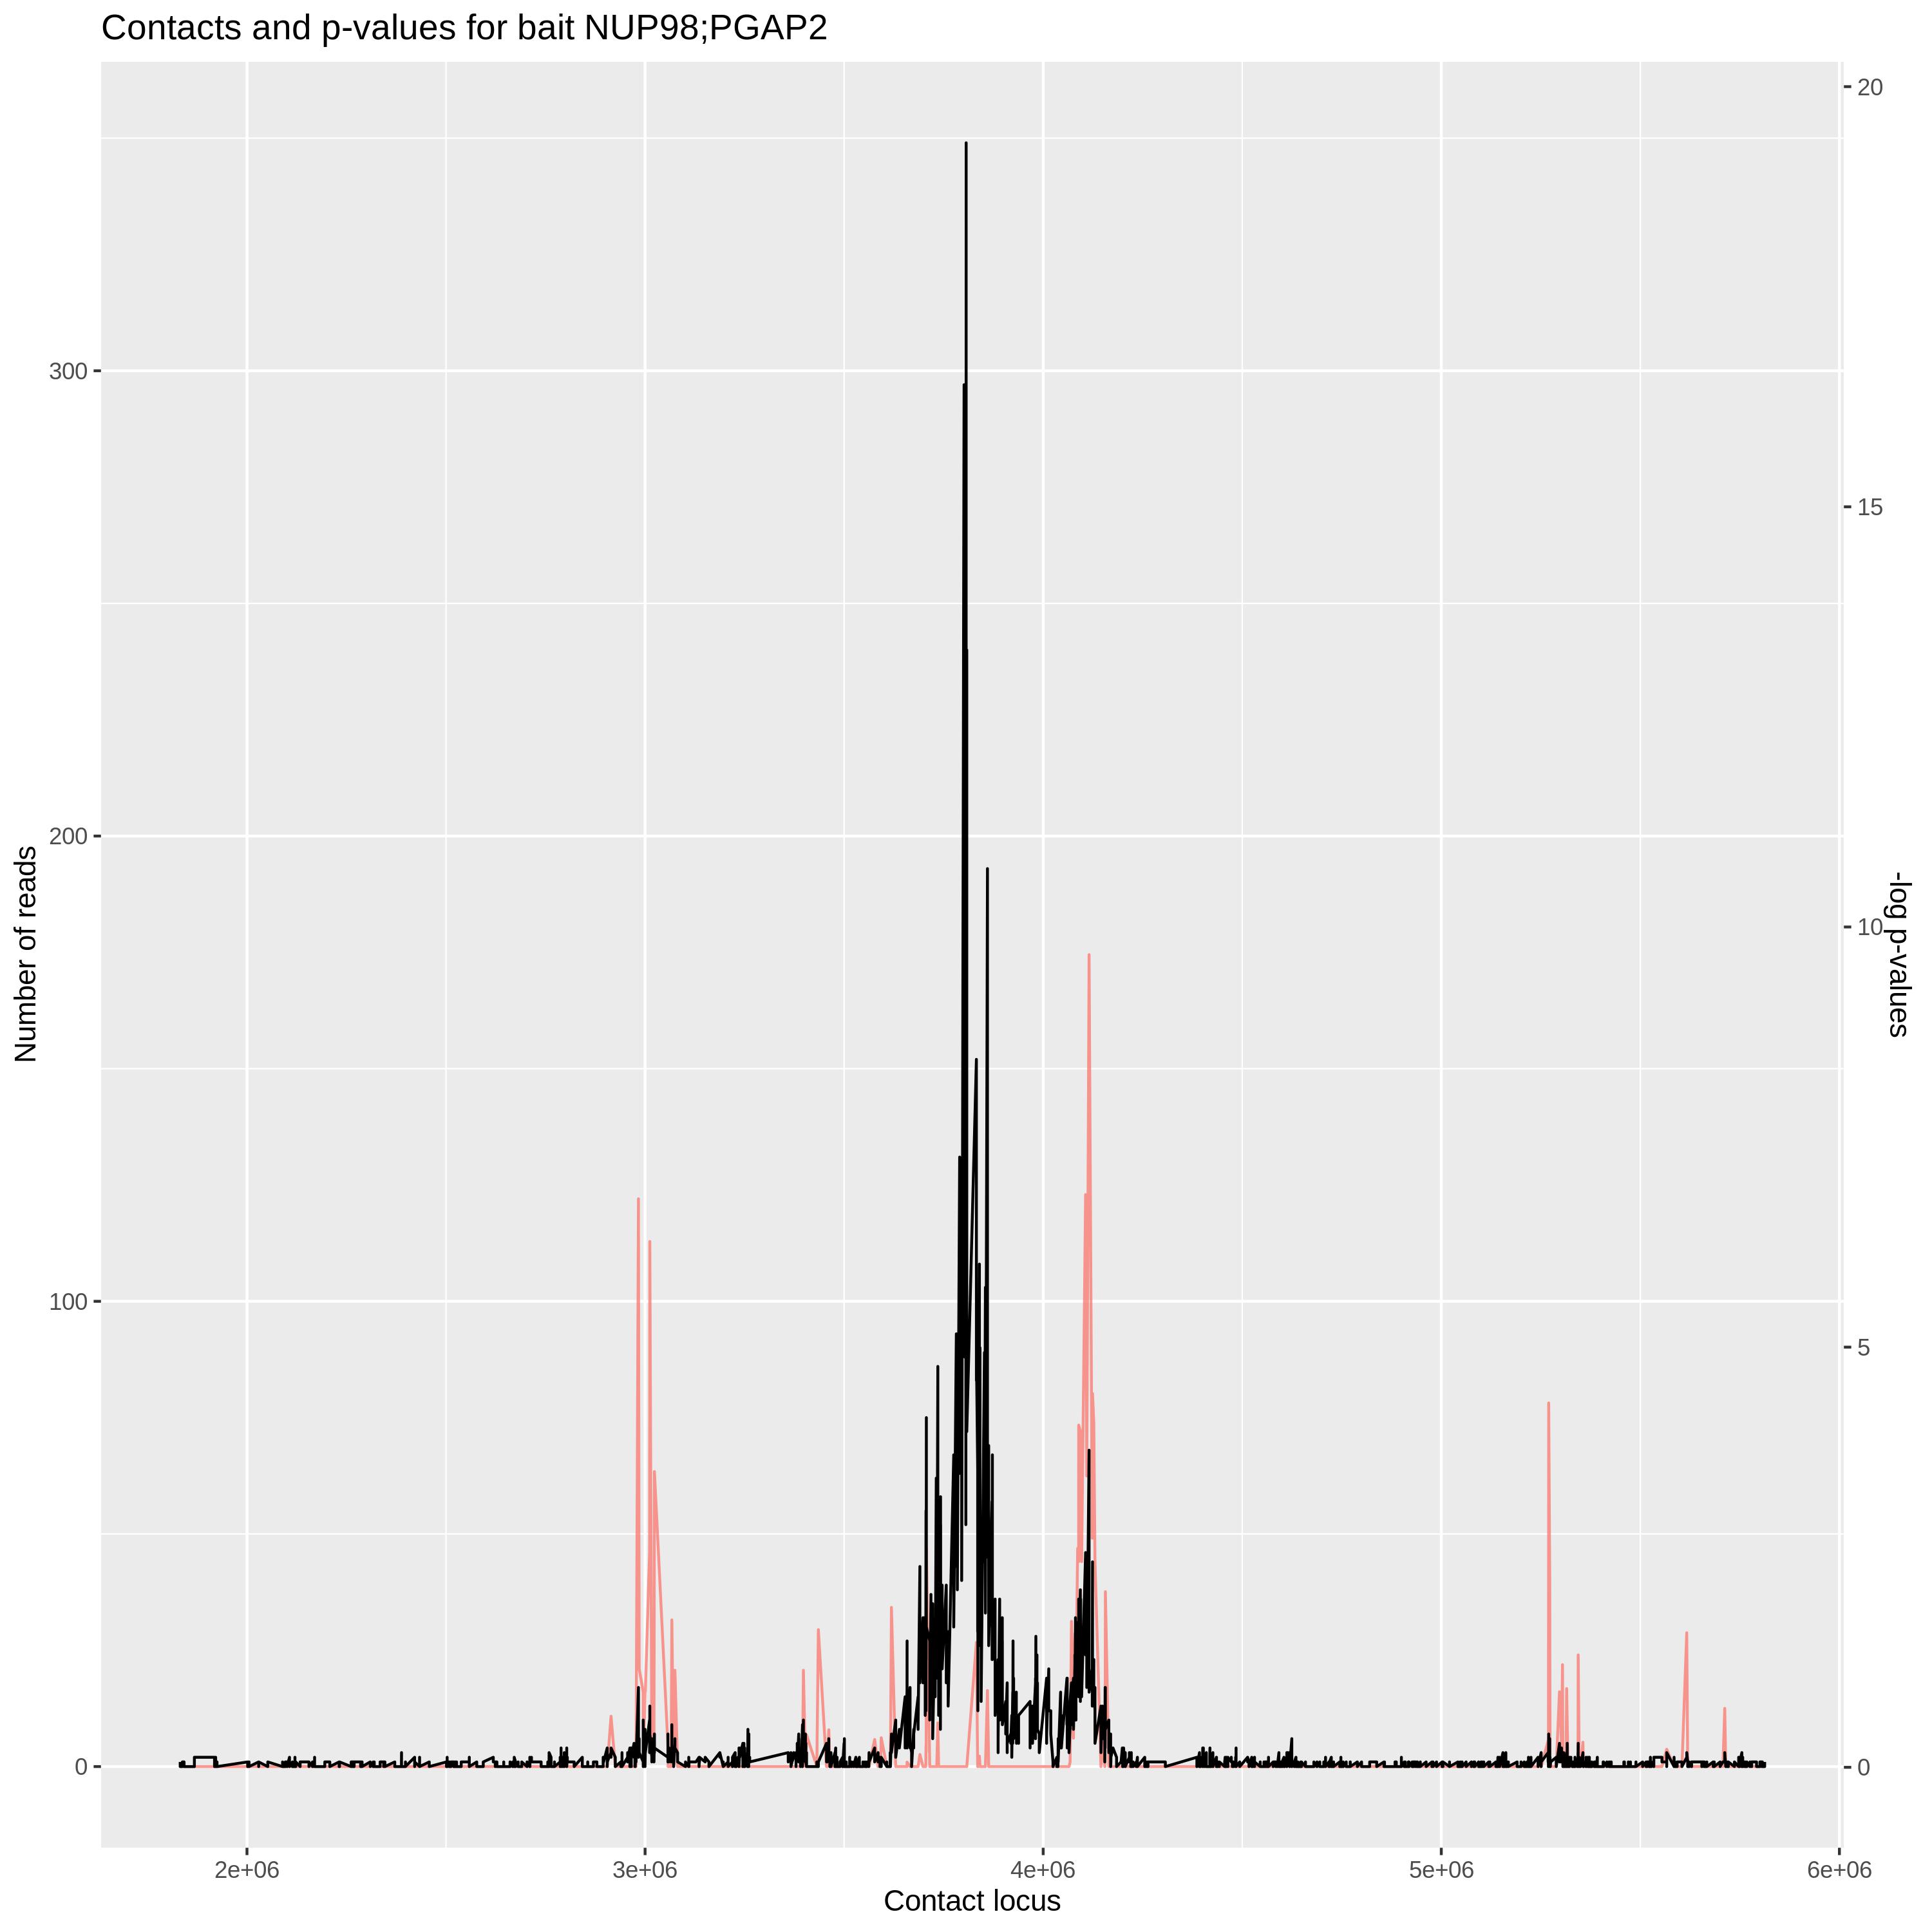 Contacts and p-values for bait NUP98;PGAP2
Number of reads
300
200
100
0
20
15
10
5
0
-log p-values
2e+06
3e+06
4e+06
5e+06
6e+06
Contact locus